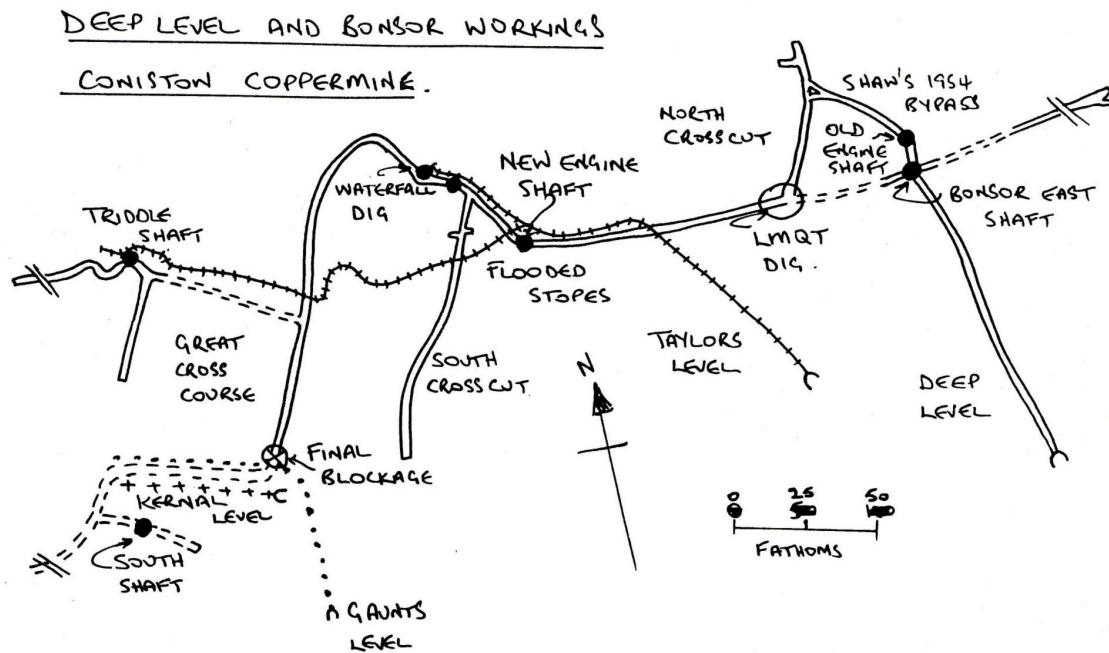 DEEP LEVEL AND BONSOR WORKINGS
CONISTON COPPERMINE.
SHAW'S 1954
BYPASS
NORTH
CROSSCUT
OLD
ENGINE
SHAFT
NEW ENGINE
SHAFT
WATERFALL
DIG
BONSOR EAST
SHAFT
TRIDDLE
SHAFT
LMQT
DIG.
FLOODED
STOPES
GREAT
CROSS
COURSE
SOUTH
CROSSCUT
TAYLORS
LEVEL
N
DEEP
LEVEL
FINAL
BLOCKAGE
KERNAL
LEVEL
0 25 50
FATHOMS
SOUTH
SHAFT
GAUNTS
LEVEL